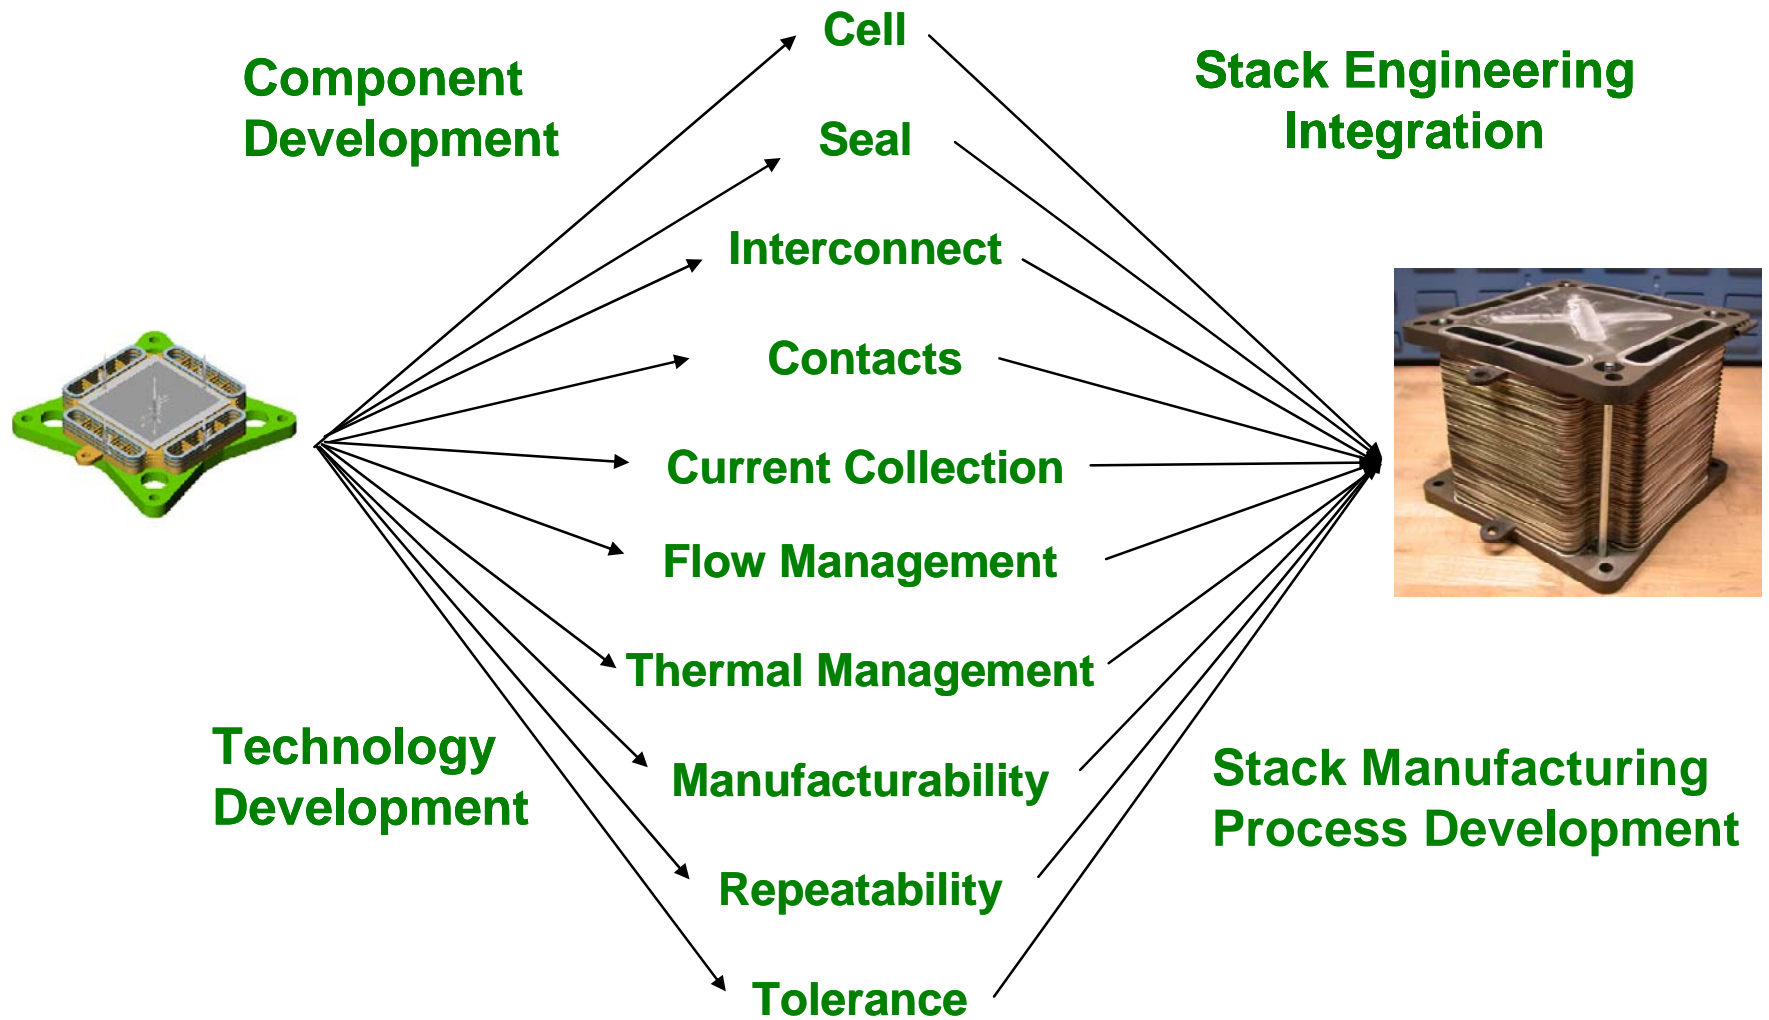 Component
Development
Cell
Seal
Interconnect
Contacts
Current Collection
Flow Management
Thermal Management
Manufacturability
Repeatability
Tolerance
Stack Engineering
Integration
Technology
Development
Stack Manufacturing
Process Development